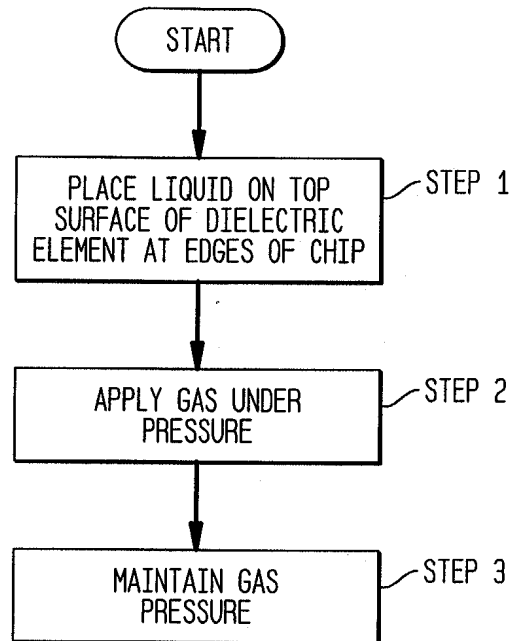 START
PLACE LIQUID ON TOP
SURFACE OF DIELECTRIC
ELEMENT AT EDGES OF CHIP
STEP 1
APPLY GAS UNDER
PRESSURE
STEP 2
MAINTAIN GAS
PRESSURE
STEP 3